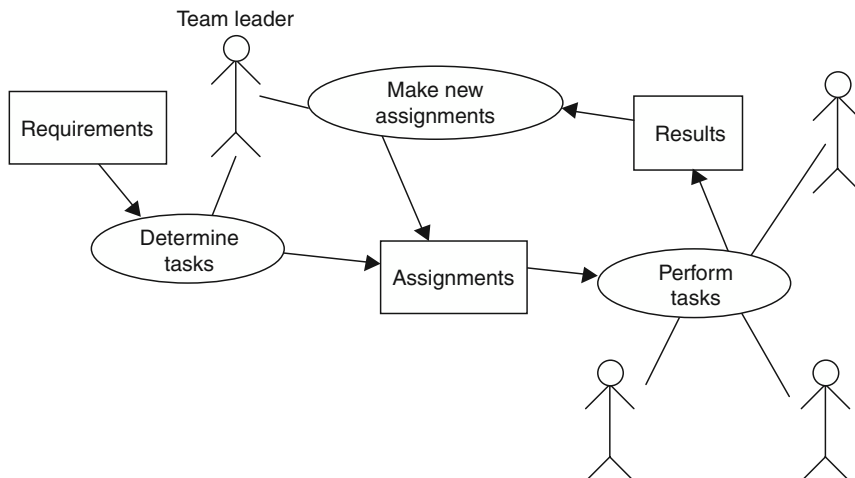 Team leader
Make new
assignments
Requirements
Results
Determine
tasks
Assignments
Perform
tasks